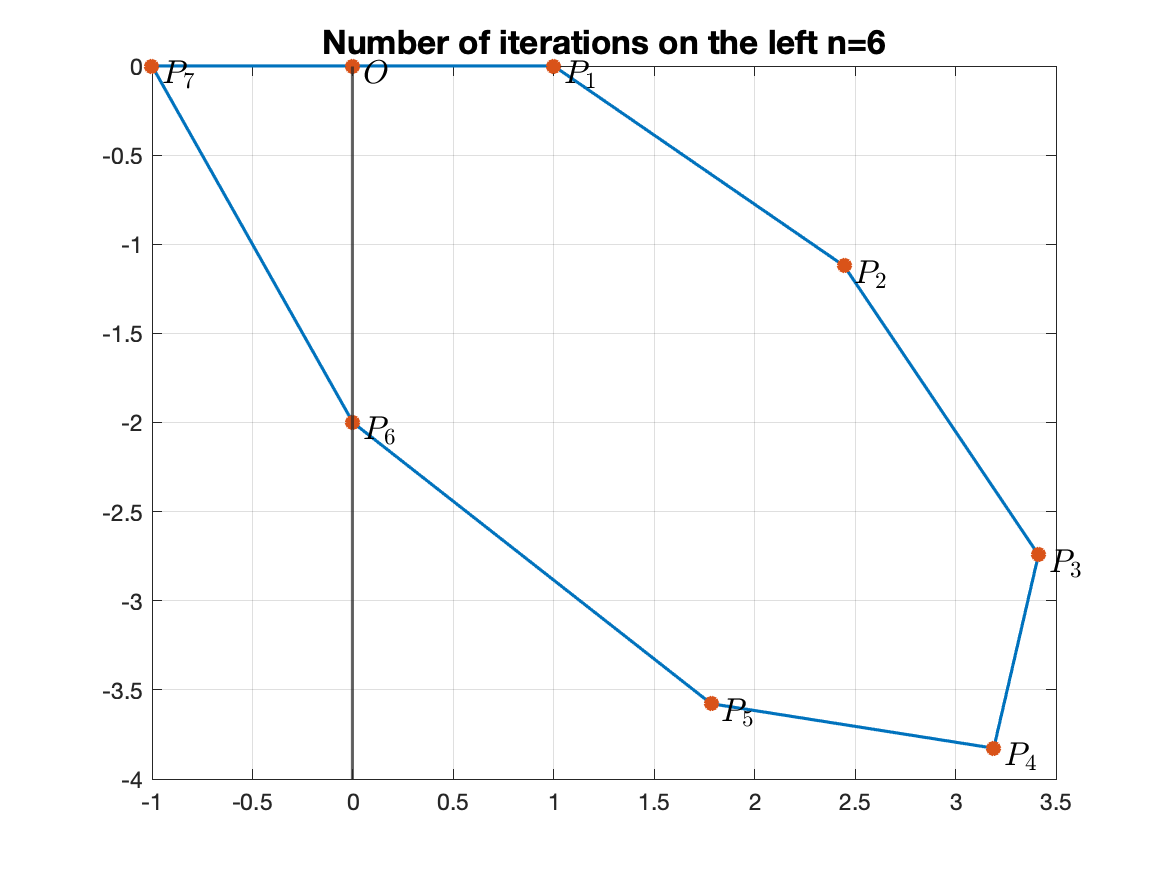 Number of iterations on the left n=6
0
-0.5
-1
-1.5
-2
-2.5
-3
-3.5
-4
-1 -0.5 0 0.5 1 1.5 2 2.5 3 3.5
P₇
O
P₁
P₂
P₃
P₄
P₅
P₆